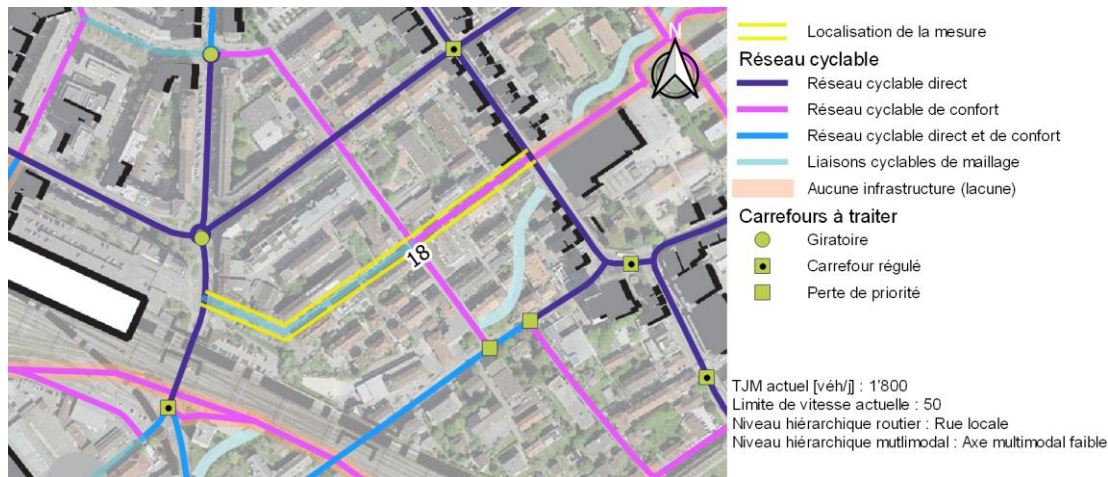 N
18
Localisation de la mesure
Réseau cyclable
Réseau cyclable direct
Réseau cyclable de confort
Réseau cyclable direct et de confort
Liaisons cyclables de maillage
Aucune infrastructure (lacune)
Carrefours à traiter
Giratoire
Carrefour régulé
Perte de priorité
TJM actuel [véh/j] : 1'800
Limite de vitesse actuelle : 50
Niveau hiérarchique routier : Rue locale
Niveau hiérarchique mutlimodal : Axe multimodal faible